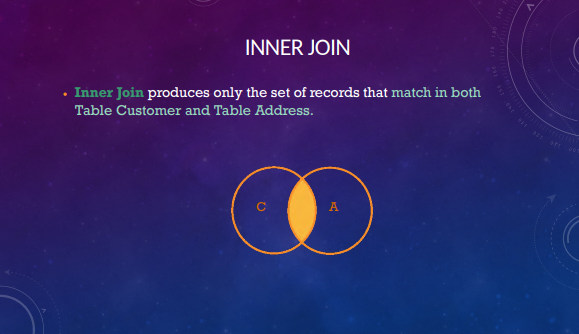 INNER JOIN
• Inner Join produces only the set of records that match in both
Table Customer and Table Address.
C A